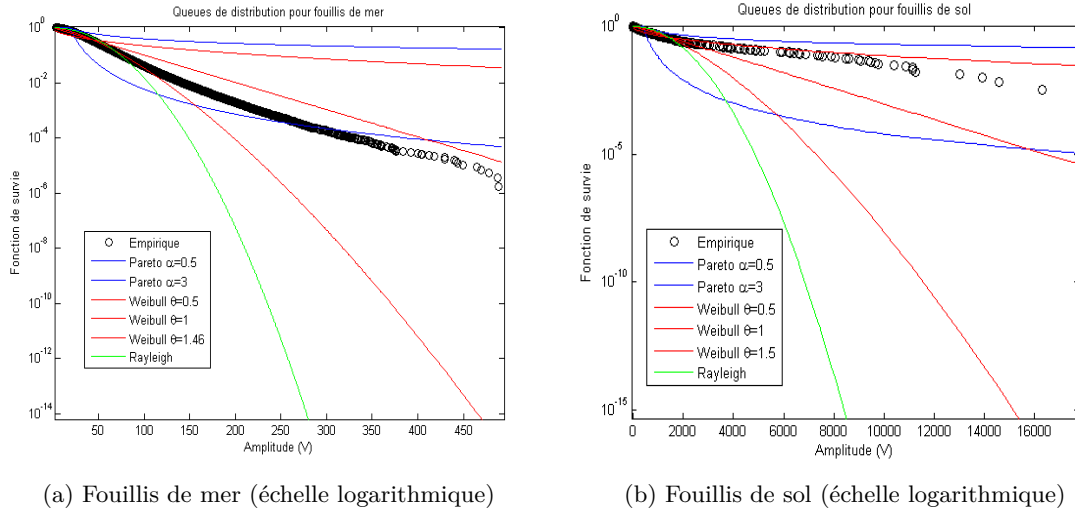 Queues de distribution pour fouillis de mer
10^0
10^-2
10^-4
10^-6
10^-8
10^-10
10^-12
10^-14
Fonction de survie
Empirique
Pareto α=0.5
Pareto α=3
Weibull θ=0.5
Weibull θ=1
Weibull θ=1.46
Rayleigh
50 100 150 200 250 300 350 400 450
Amplitude (V)
(a) Fouillis de mer (échelle logarithmique)
Queues de distribution pour fouillis de sol
10^0
10^-5
10^-10
10^-15
Fonction de survie
Empirique
Pareto α=0.5
Pareto α=3
Weibull θ=0.5
Weibull θ=1
Weibull θ=1.5
Rayleigh
0 2000 4000 6000 8000 10000 12000 14000 16000
Amplitude (V)
(b) Fouillis de sol (échelle logarithmique)